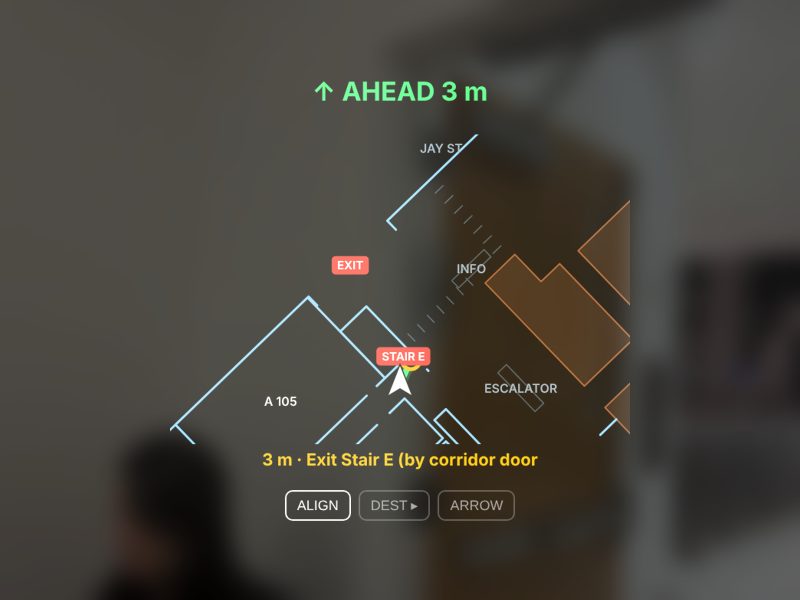 ↑ AHEAD 3 m
JAY ST
EXIT
INFO
STAIR E
ESCALATOR
A 105
3 m · Exit Stair E (by corridor door
ALIGN
DEST ▸
ARROW